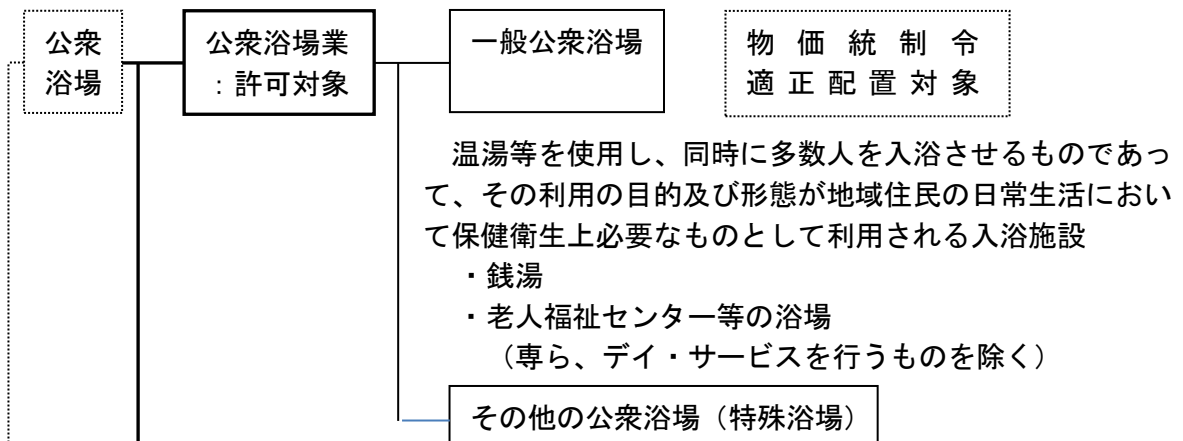 公衆
浴場
公衆浴場業
：許可対象
一般公衆浴場
物価統制令
適正配置対象
温湯等を使用し、同時に多数人を入浴させるものであっ
て、その利用の目的及び形態が地域住民の日常生活におい
て保健衛生上必要なものとして利用される入浴施設
・銭湯
・老人福祉センター等の浴場
（専ら、デイ・サービスを行うものを除く）
その他の公衆浴場（特殊浴場）